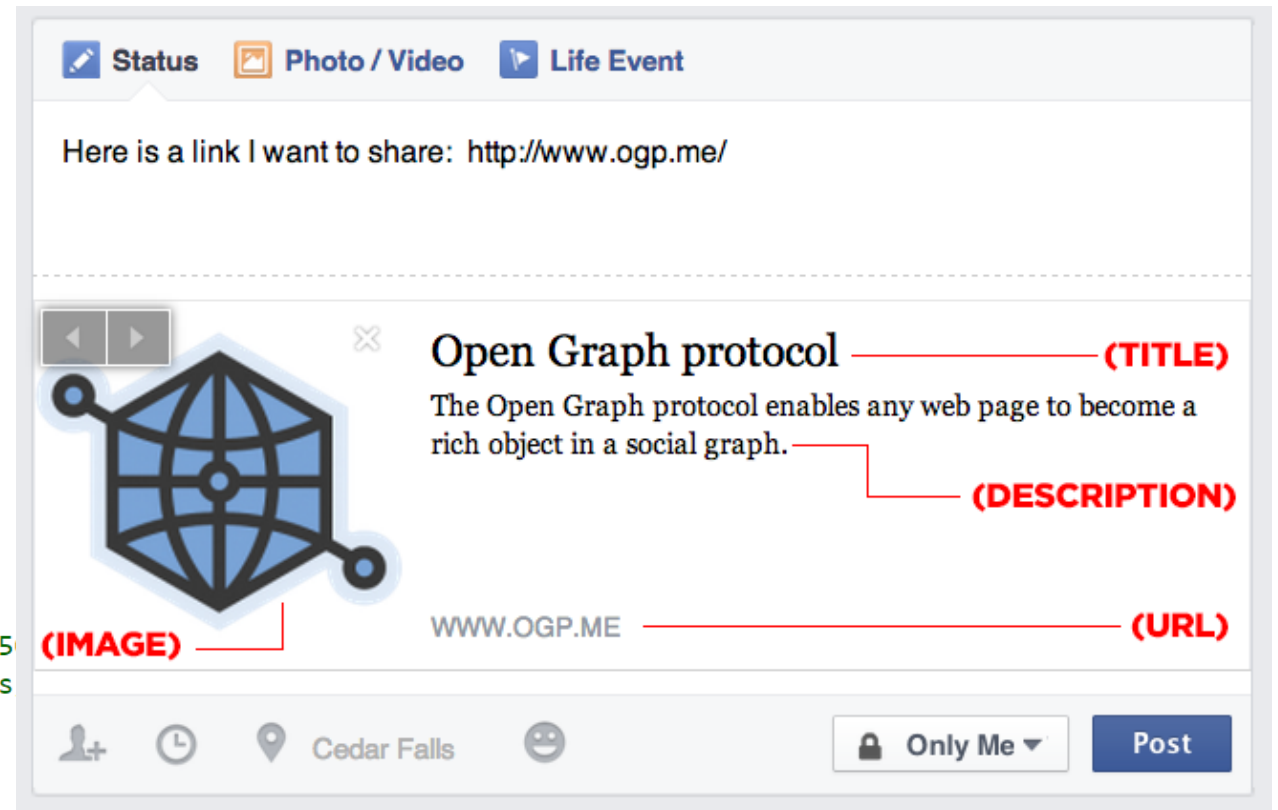 Status Photo / Video Life Event
Here is a link I want to share: http://www.ogp.me/
Open Graph protocol (TITLE)
The Open Graph protocol enables any web page to become a
rich object in a social graph.
(DESCRIPTION)
WWW.OGP.ME (URL)
(IMAGE)
Cedar Falls Only Me Post